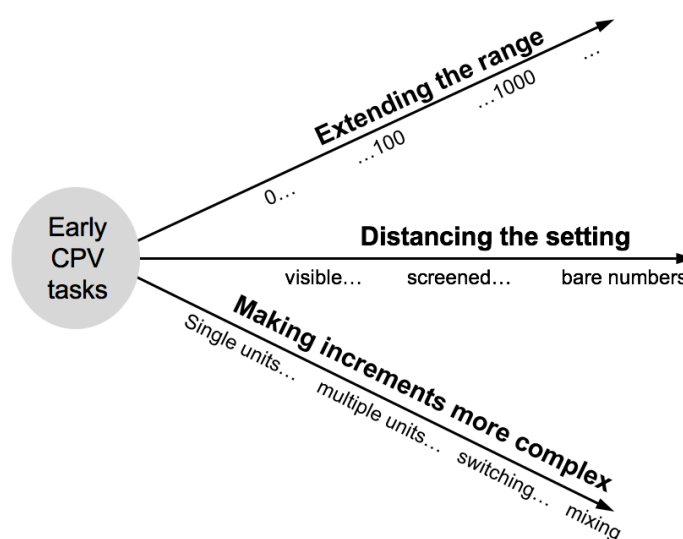 Extending the range
0...
...100
...1000
...
Early
CPV
tasks
Distancing the setting
visible...
screened...
bare numbers
Making increments more complex
Single units...
multiple units...
switching...
mixing